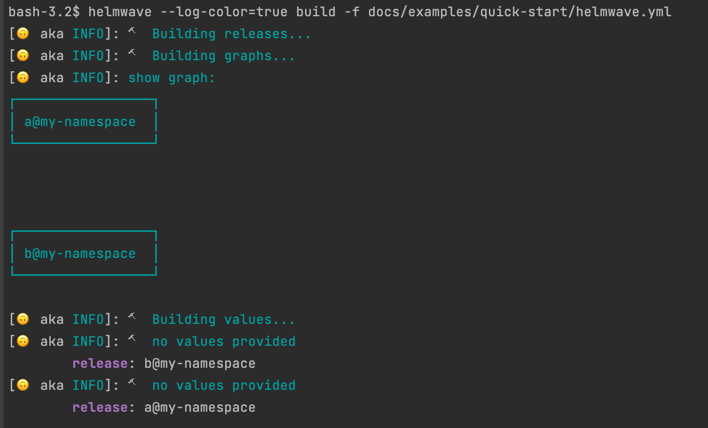 bash-3.2$ helmwave --log-color=true build -f docs/examples/quick-start/helmwave.yml
[🙃 aka INFO]: ⛏ Building releases...
[🙃 aka INFO]: ⛏ Building graphs...
[🙃 aka INFO]: show graph:
a@my-namespace
b@my-namespace
[🙃 aka INFO]: ⛏ Building values...
[🙃 aka INFO]: ⛏ no values provided
release: b@my-namespace
[🙃 aka INFO]: ⛏ no values provided
release: a@my-namespace